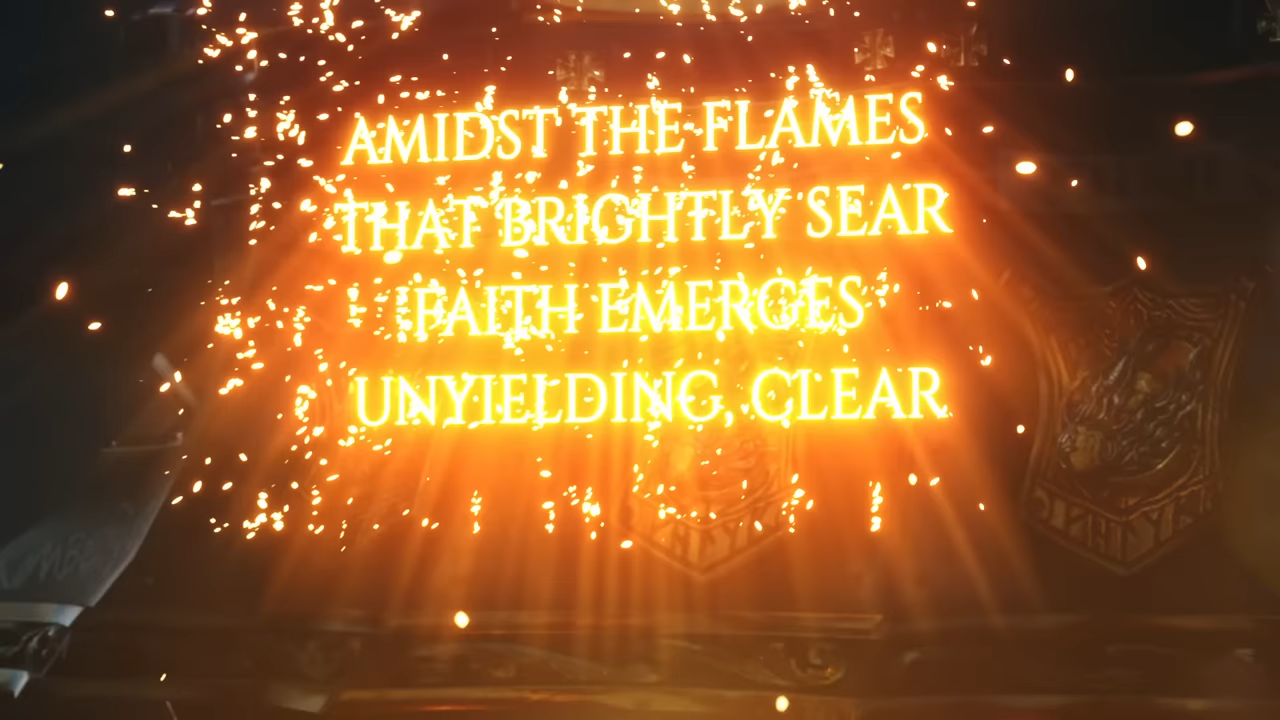 AMIDST THE FLAMES
THAT BRIGHTLY SEAR
FAITH EMERGES
UNYIELDING, CLEAR